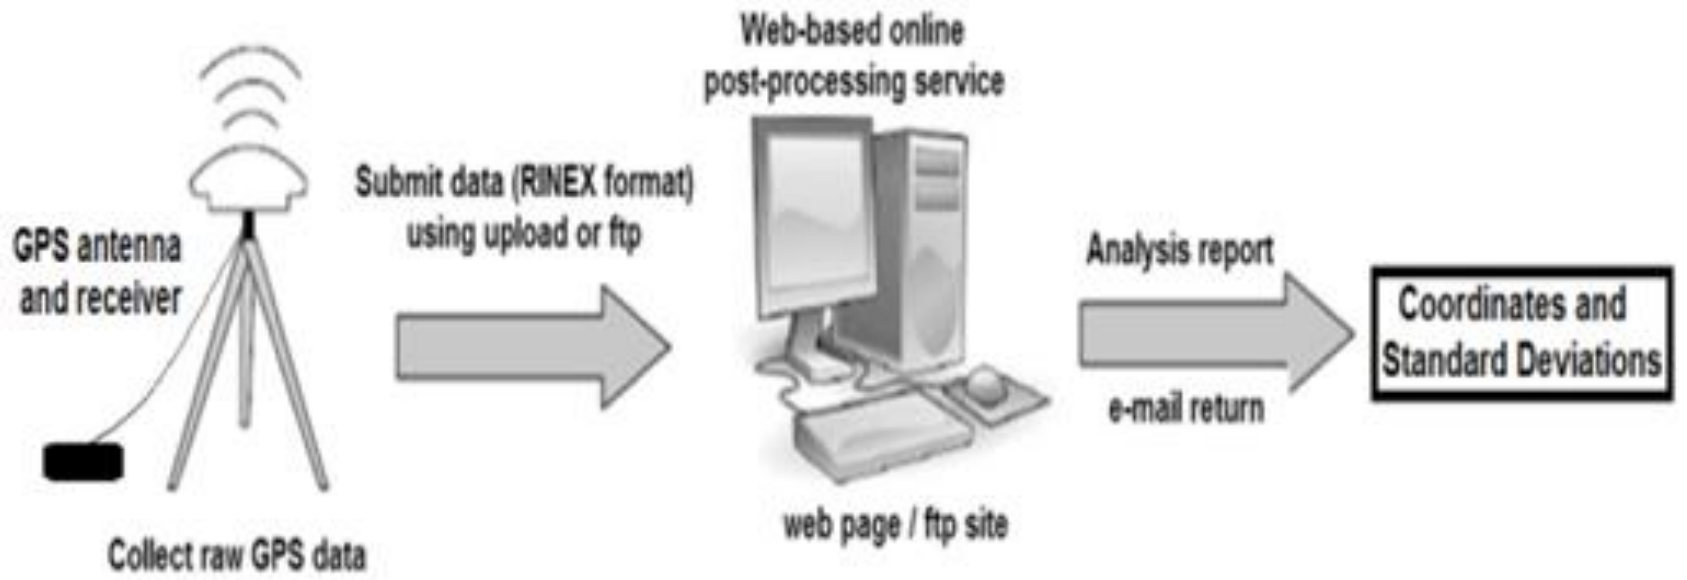 GPS antenna
and receiver
Collect raw GPS data
Submit data (RINEX format)
using upload or ftp
Web-based online
post-processing service
web page / ftp site
Analysis report
e-mail return
Coordinates and
Standard Deviations